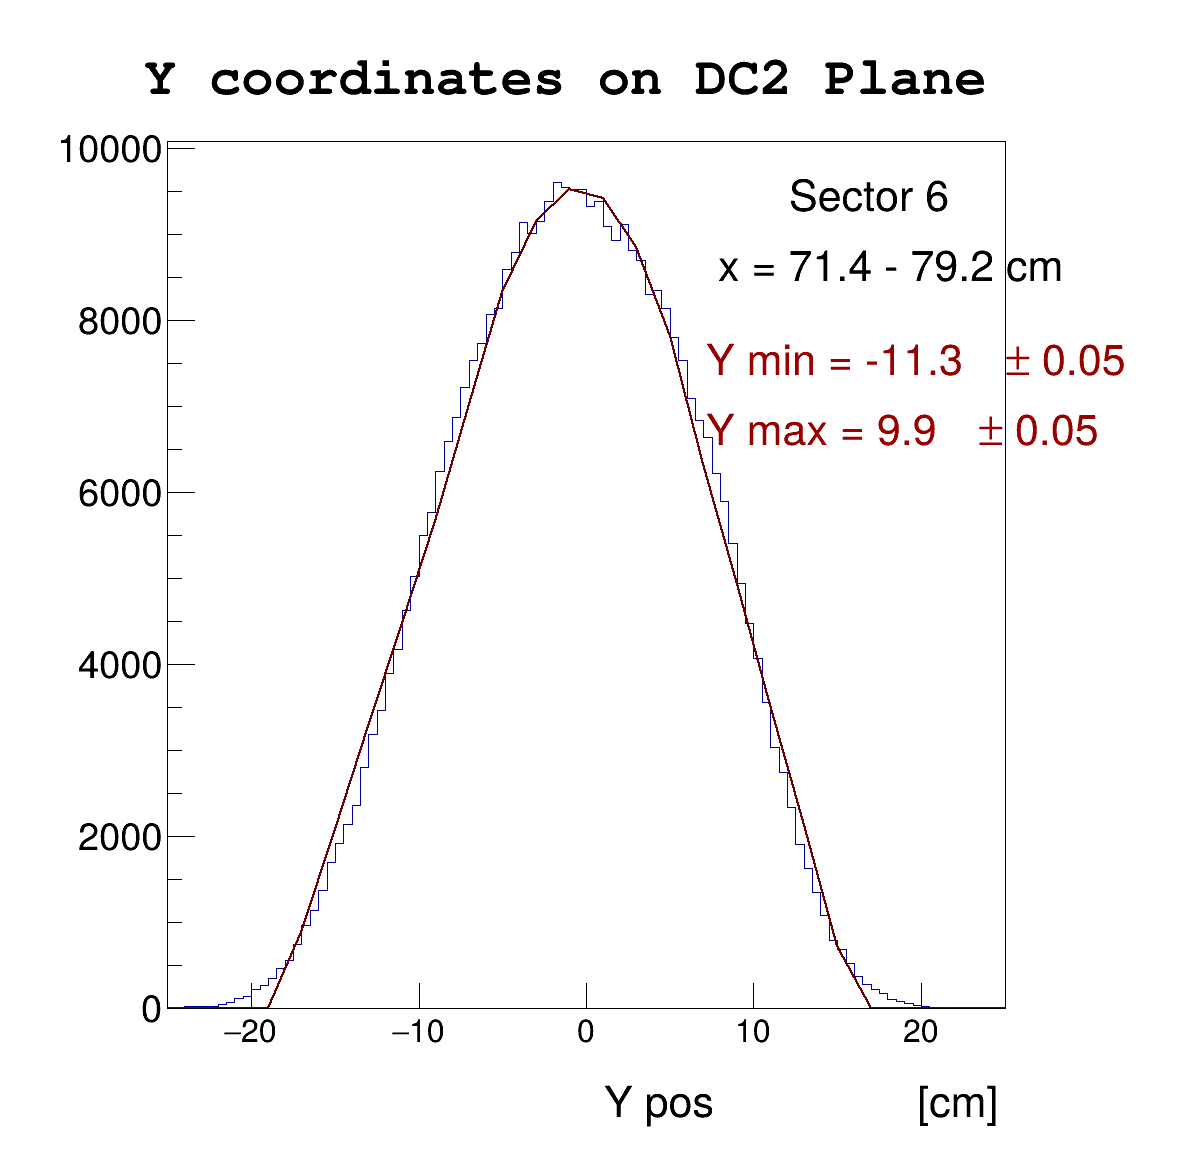 Y coordinates on DC2 Plane
10000
Sector 6
x = 71.4 - 79.2 cm
8000
Y min = -11.3 ± 0.05
Y max = 9.9 ± 0.05
6000
4000
2000
0
−20 −10 0 10 20
Y pos [cm]